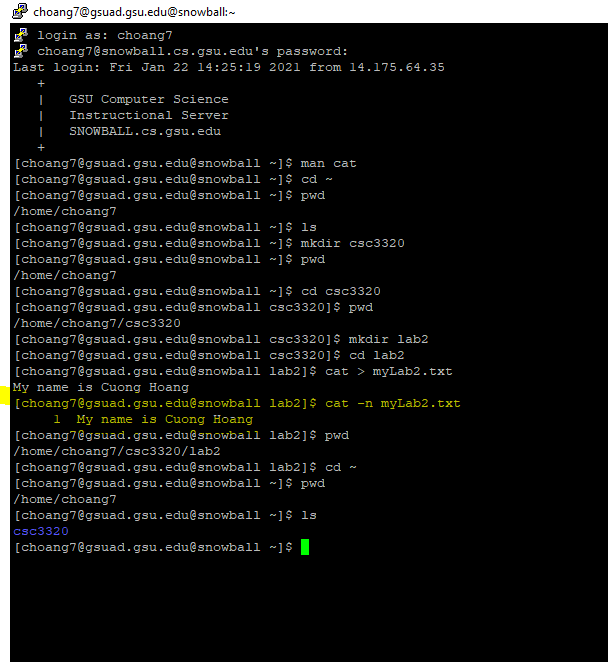 choang7@gsuad.gsu.edu@snowball:~
login as: choang7
choang7@snowball.cs.gsu.edu's password:
Last login: Fri Jan 22 14:25:19 2021 from 14.175.64.35
+
|   GSU Computer Science
|   Instructional Server
|   SNOWBALL.cs.gsu.edu
+
[choang7@gsuad.gsu.edu@snowball ~]$ man cat
[choang7@gsuad.gsu.edu@snowball ~]$ cd ~
[choang7@gsuad.gsu.edu@snowball ~]$ pwd
/home/choang7
[choang7@gsuad.gsu.edu@snowball ~]$ ls
[choang7@gsuad.gsu.edu@snowball ~]$ mkdir csc3320
[choang7@gsuad.gsu.edu@snowball ~]$ pwd
/home/choang7
[choang7@gsuad.gsu.edu@snowball ~]$ cd csc3320
[choang7@gsuad.gsu.edu@snowball csc3320]$ pwd
/home/choang7/csc3320
[choang7@gsuad.gsu.edu@snowball csc3320]$ mkdir lab2
[choang7@gsuad.gsu.edu@snowball csc3320]$ cd lab2
[choang7@gsuad.gsu.edu@snowball lab2]$ cat > myLab2.txt
My name is Cuong Hoang
[choang7@gsuad.gsu.edu@snowball lab2]$ cat -n myLab2.txt
     1  My name is Cuong Hoang
[choang7@gsuad.gsu.edu@snowball lab2]$ pwd
/home/choang7/csc3320/lab2
[choang7@gsuad.gsu.edu@snowball lab2]$ cd ~
[choang7@gsuad.gsu.edu@snowball ~]$ pwd
/home/choang7
[choang7@gsuad.gsu.edu@snowball ~]$ ls
csc3320
[choang7@gsuad.gsu.edu@snowball ~]$